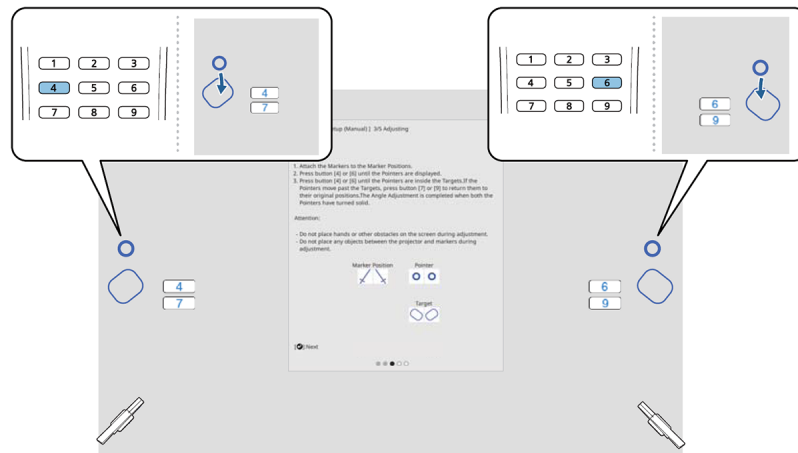 1 2 3
4 5 6
7 8 9
4
7
1 2 3
4 5 6
7 8 9
6
9
(Manual) ] 3/5 Adjusting
1. Attach the Markers to the Marker Positions.
2. Press button [4] or [6] until the Pointers are displayed.
3. Press button [4] or [6] until the Pointers are inside the Targets.If the
Pointers move past the Targets, press button [7] or [9] to return them to
their original positions.The Angle Adjustment is completed when both the
Pointers have turned solid.
Attention:
- Do not place hands or other obstacles on the screen during adjustment.
- Do not place any objects between the projector and markers during
adjustment.
Marker Position Pointer
Target
4
7
6
9
[ ] Next